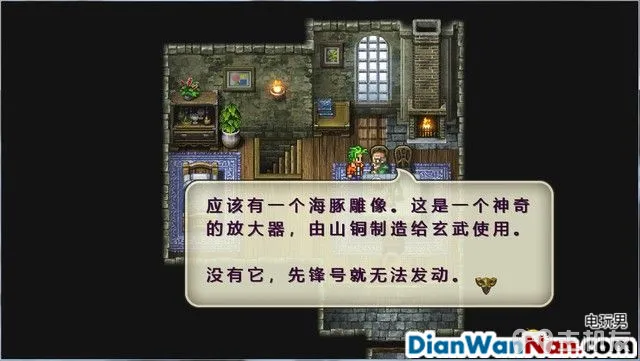 应该有一个海豚雕像。这是一个神奇
的放大器，由山铜制造给玄武使用。
没有它，先锋号就无法发动。
电玩男
DianWanNan.com